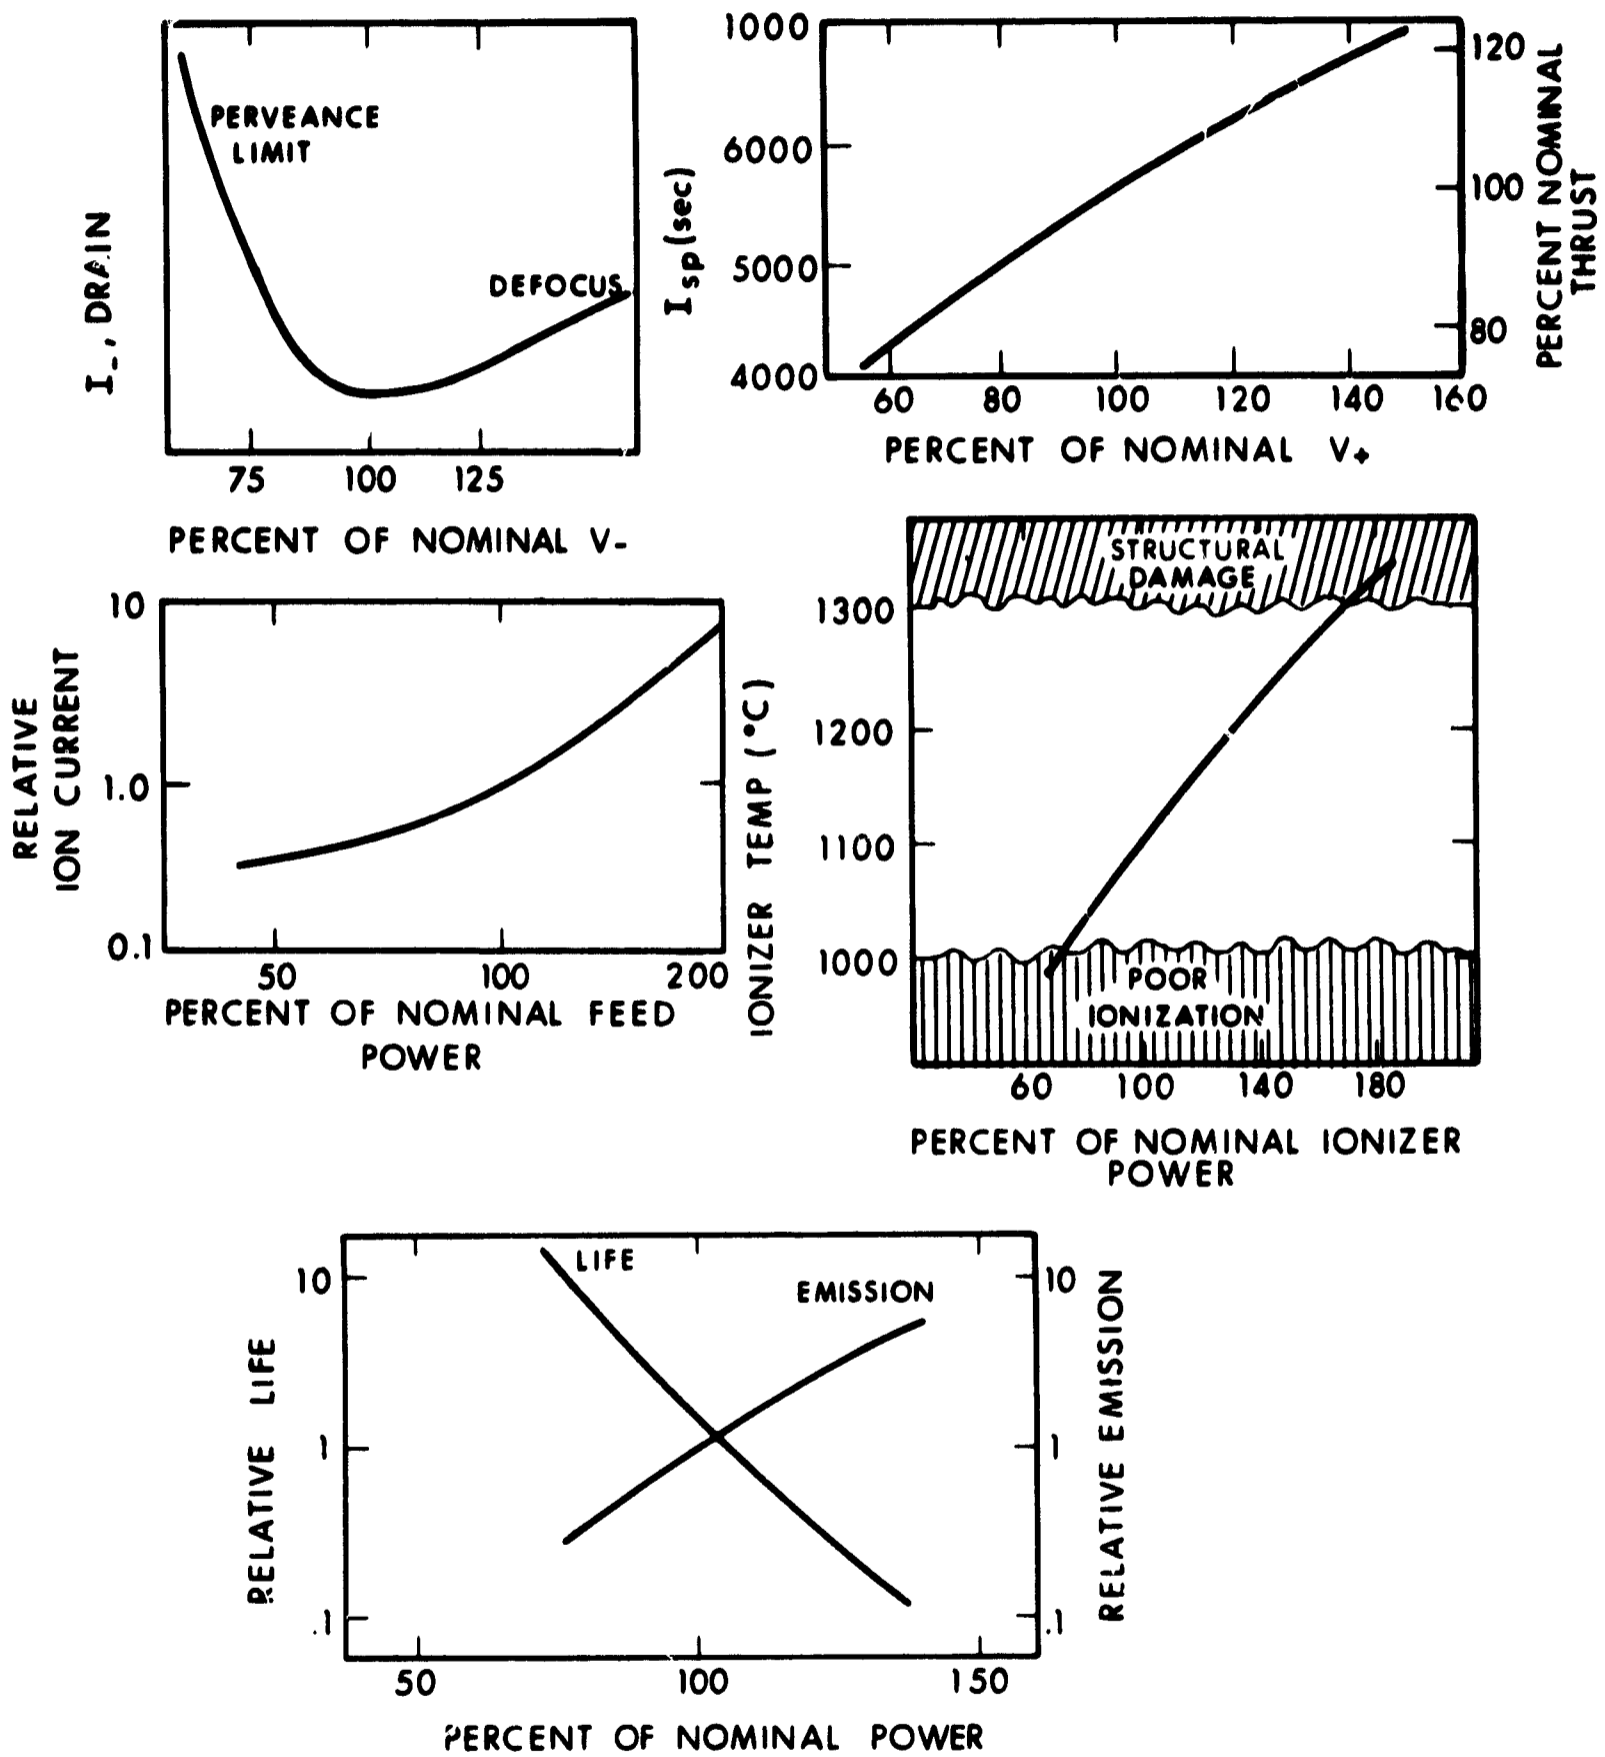 PERVEANCE
LIMIT
DEFOCUS
I-, DRAIN
75 100 125
PERCENT OF NOMINAL V-
1000
6000
5000
4000
Isp(sec)
120
100
80
PERCENT NOMINAL
THRUST
60 80 100 120 140 160
PERCENT OF NOMINAL V+
10
1.0
0.1
RELATIVE
ION CURRENT
50 100 200
PERCENT OF NOMINAL FEED
POWER
STRUCTURAL
DAMAGE
1300
1200
1100
1000
IONIZER TEMP (°C)
POOR
IONIZATION
60 100 140 180
PERCENT OF NOMINAL IONIZER
POWER
LIFE
EMISSION
10
1
.1
RELATIVE LIFE
10
1
.1
RELATIVE EMISSION
50 100 150
PERCENT OF NOMINAL POWER